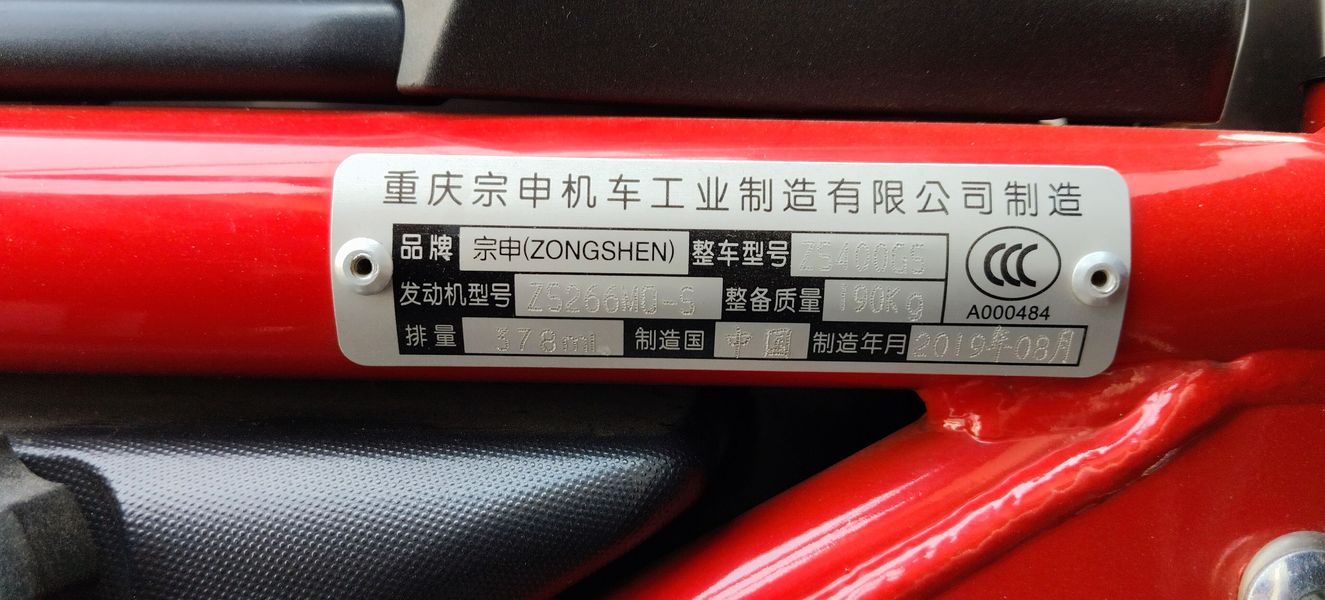 重庆宗申机车工业制造有限公司制造
品牌 宗申(ZONGSHEN) 整车型号 ZS400GS
发动机型号 ZS266MQ-S 整备质量 190Kg
CCC
A000484
排量 378ml 制造国 中国 制造年月 2019年08月